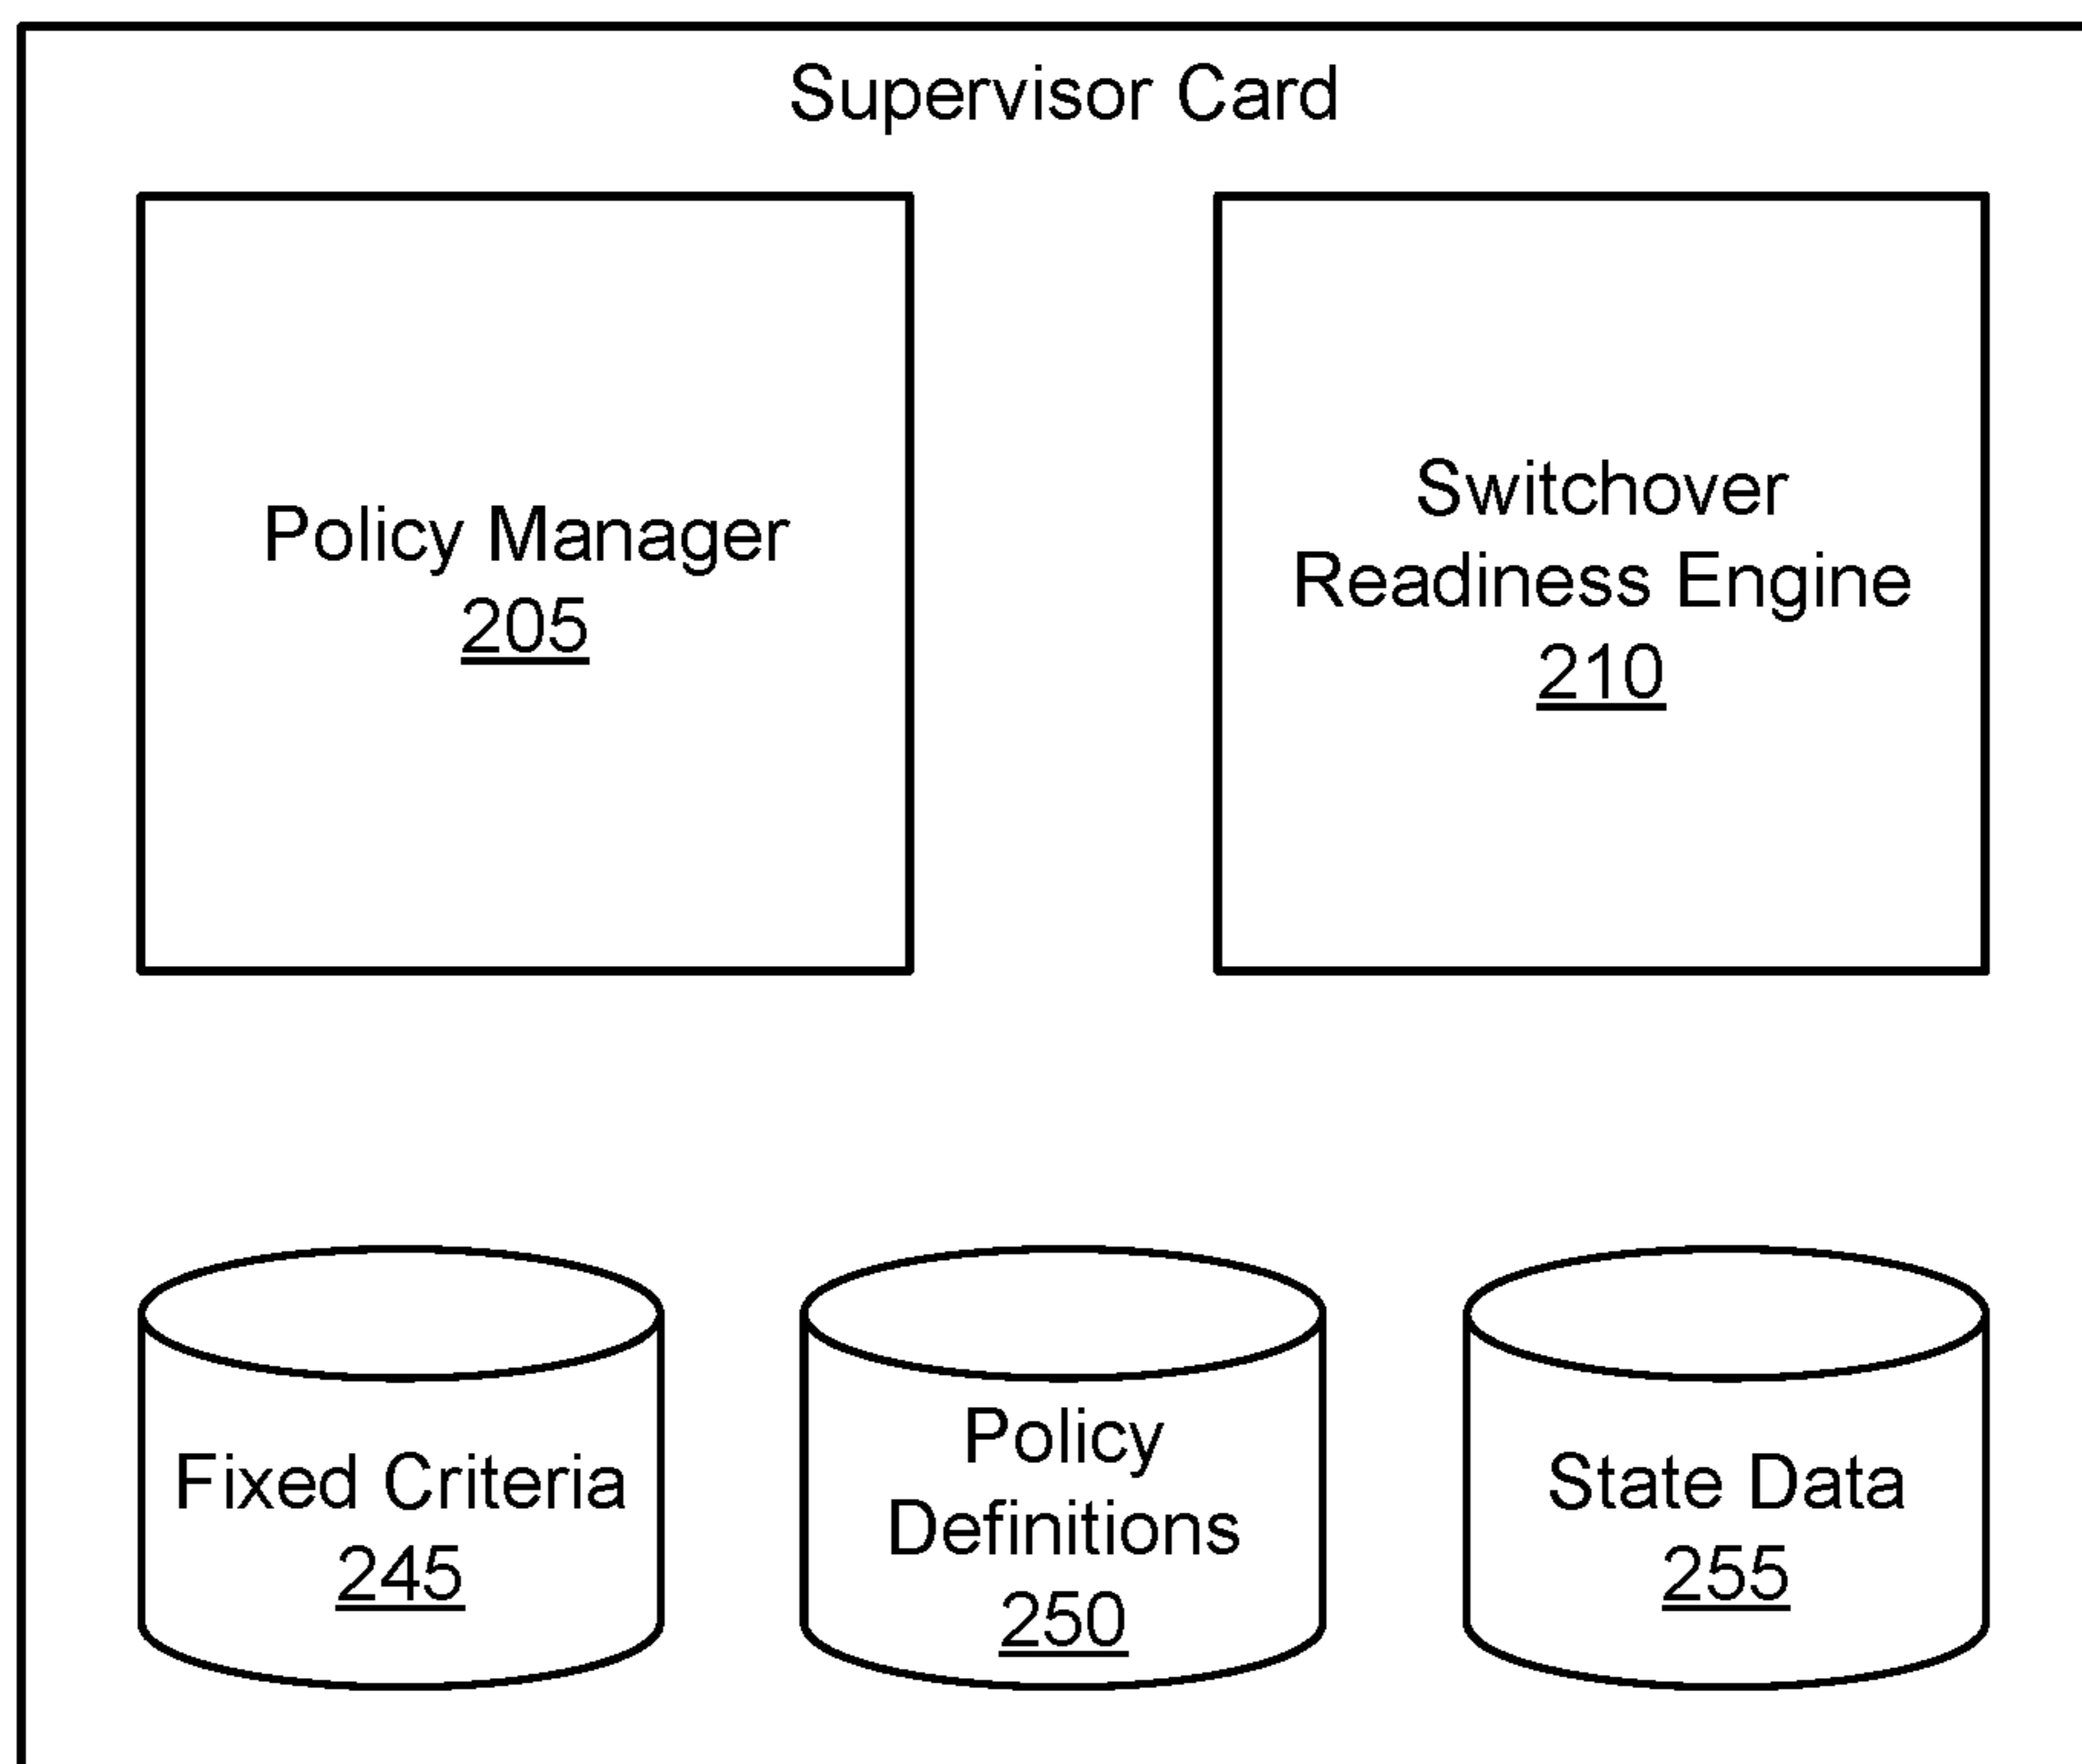 Supervisor Card
Policy Manager
205
Switchover
Readiness Engine
210
Fixed Criteria
245
Policy
Definitions
250
State Data
255